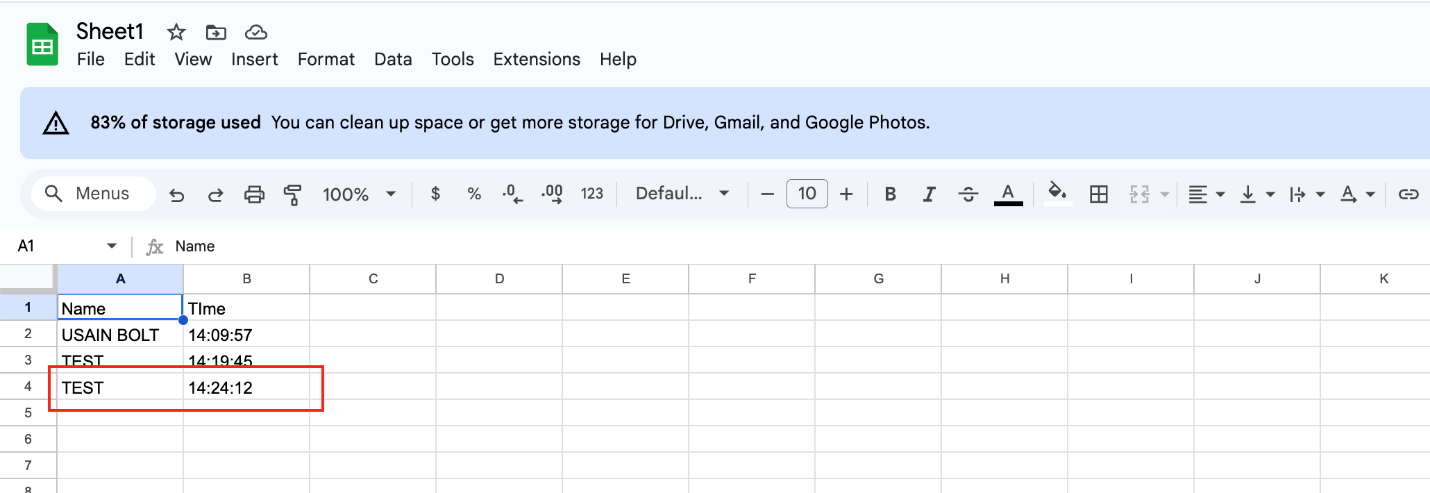 Sheet1
File Edit View Insert Format Data Tools Extensions Help
83% of storage used You can clean up space or get more storage for Drive, Gmail, and Google Photos.
Menus 100% $ % .0 .00 123 Defaul... 10 B I A A
A1 fx Name
A B C D E F G H I J K
1 Name TIme
2 USAIN BOLT 14:09:57
3 TEST 14:19:45
4 TEST 14:24:12
5
6
7
8